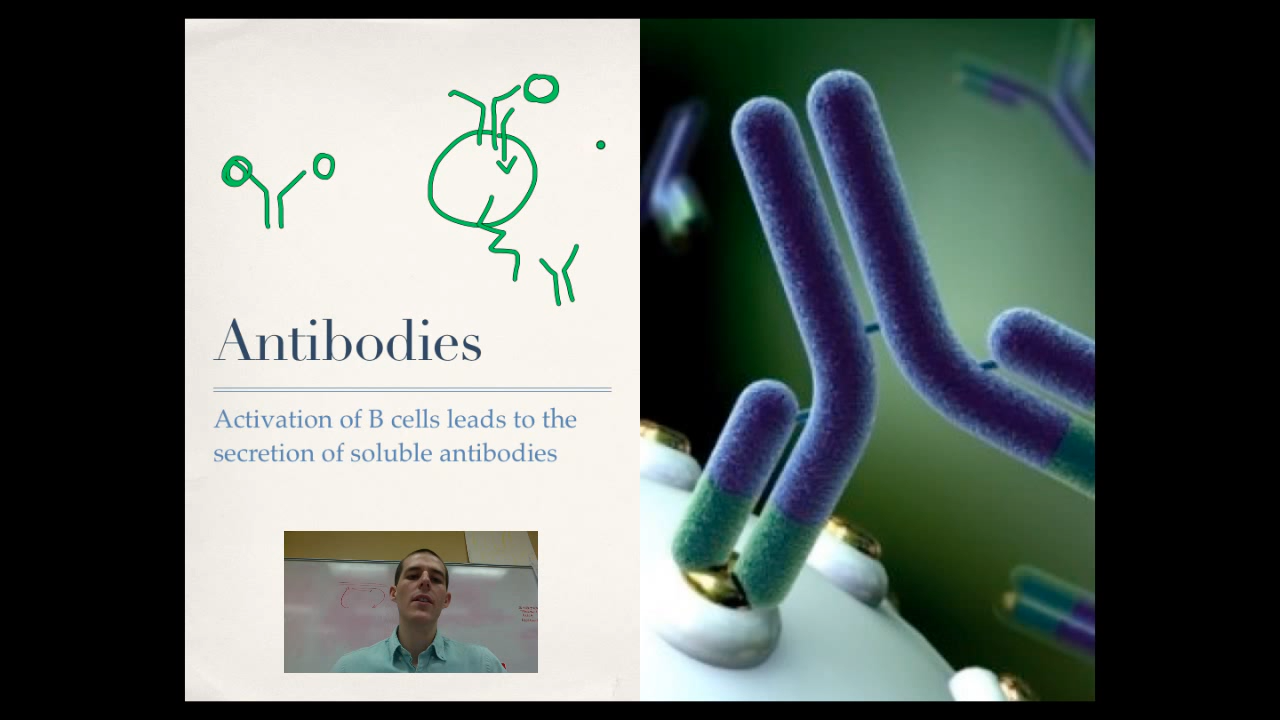 Antibodies
Activation of B cells leads to the
secretion of soluble antibodies